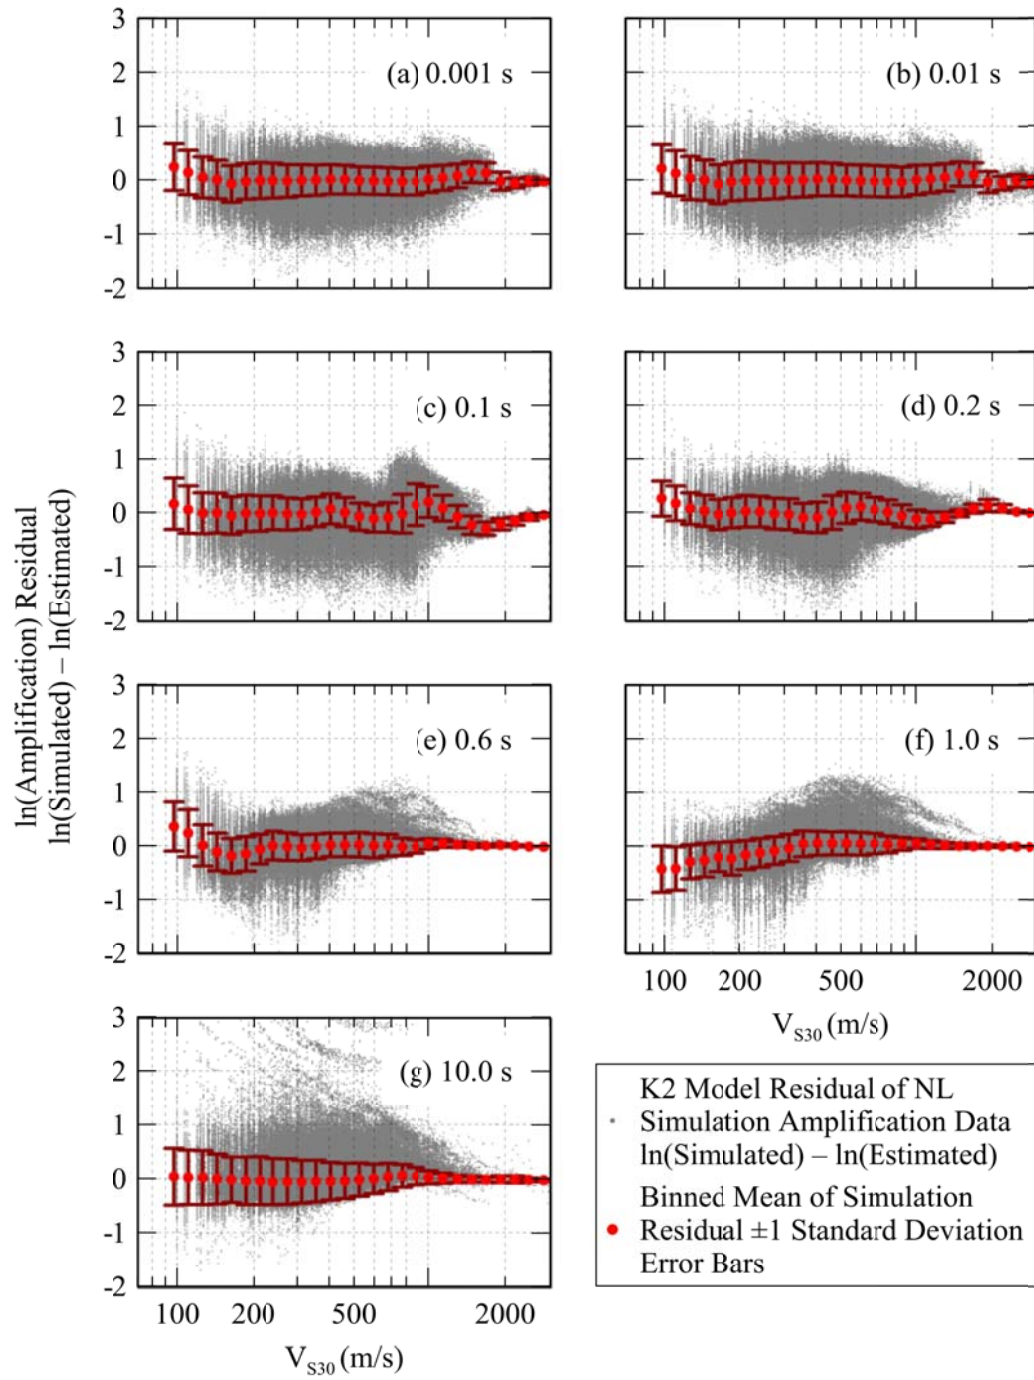 3
2
1
0
-1
-2
(a) 0.001 s
(b) 0.01 s
3
2
1
0
-1
-2
(c) 0.1 s
(d) 0.2 s
ln(Amplification) Residual
ln(Simulated) – ln(Estimated)
3
2
1
0
-1
-2
(e) 0.6 s
(f) 1.0 s
100 200 500 2000
V_S30 (m/s)
3
2
1
0
-1
-2
(g) 10.0 s
100 200 500 2000
V_S30 (m/s)
K2 Model Residual of NL
Simulation Amplification Data
ln(Simulated) – ln(Estimated)
Binned Mean of Simulation
Residual ±1 Standard Deviation
Error Bars